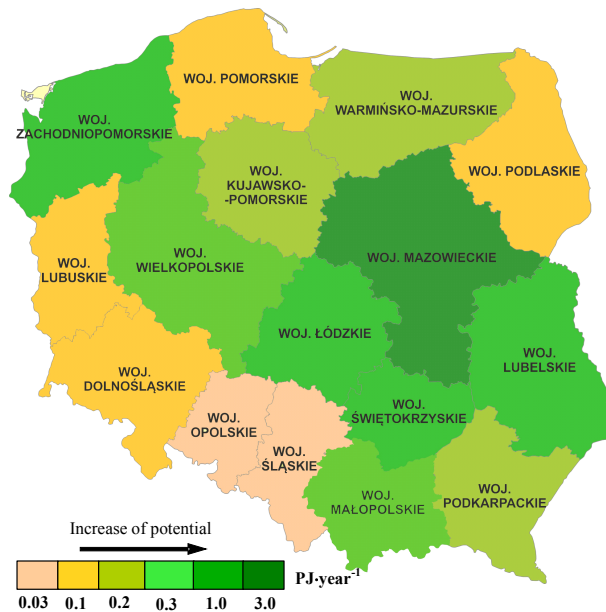 WOJ. POMORSKIE
WOJ.
WARMIŃSKO-MAZURSKIE
WOJ.
ZACHODNIOPOMORSKIE
WOJ. PODLASKIE
WOJ.
KUJAWSKO-
-POMORSKIE
WOJ.
LUBUSKIE
WOJ.
WIELKOPOLSKIE
WOJ. MAZOWIECKIE
WOJ. ŁÓDZKIE
WOJ.
LUBELSKIE
WOJ.
DOLNOŚLĄSKIE
WOJ.
OPOLSKIE
WOJ.
ŚLĄSKIE
WOJ.
ŚWIĘTOKRZYSKIE
WOJ.
MAŁOPOLSKIE
WOJ.
PODKARPACKIE
Increase of potential
PJ·year⁻¹
0.03 0.1 0.2 0.3 1.0 3.0